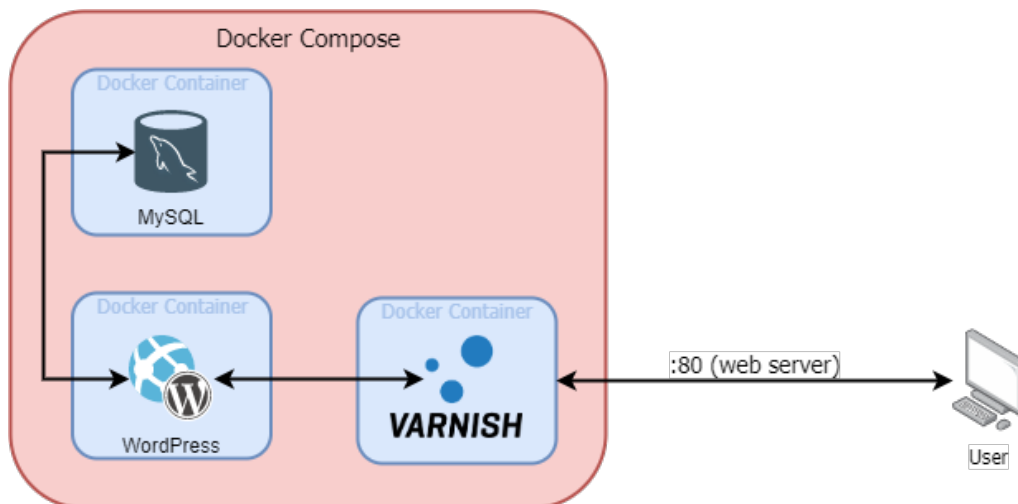 Docker Compose
Docker Container
MySQL
Docker Container
WordPress
Docker Container
VARNISH
:80 (web server)
User